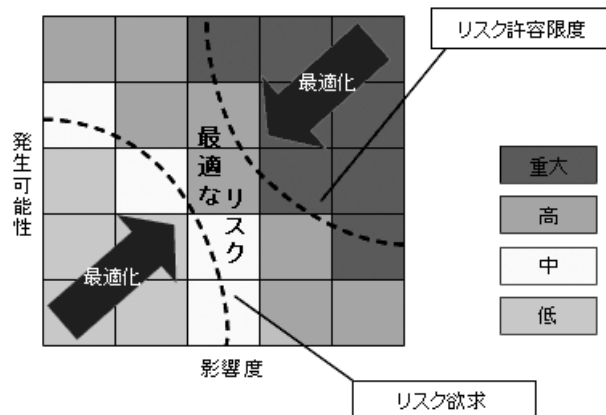 リスク許容限度
最適化
最適な
リスク
発生可能性
最適化
影響度
リスク欲求
重大
高
中
低